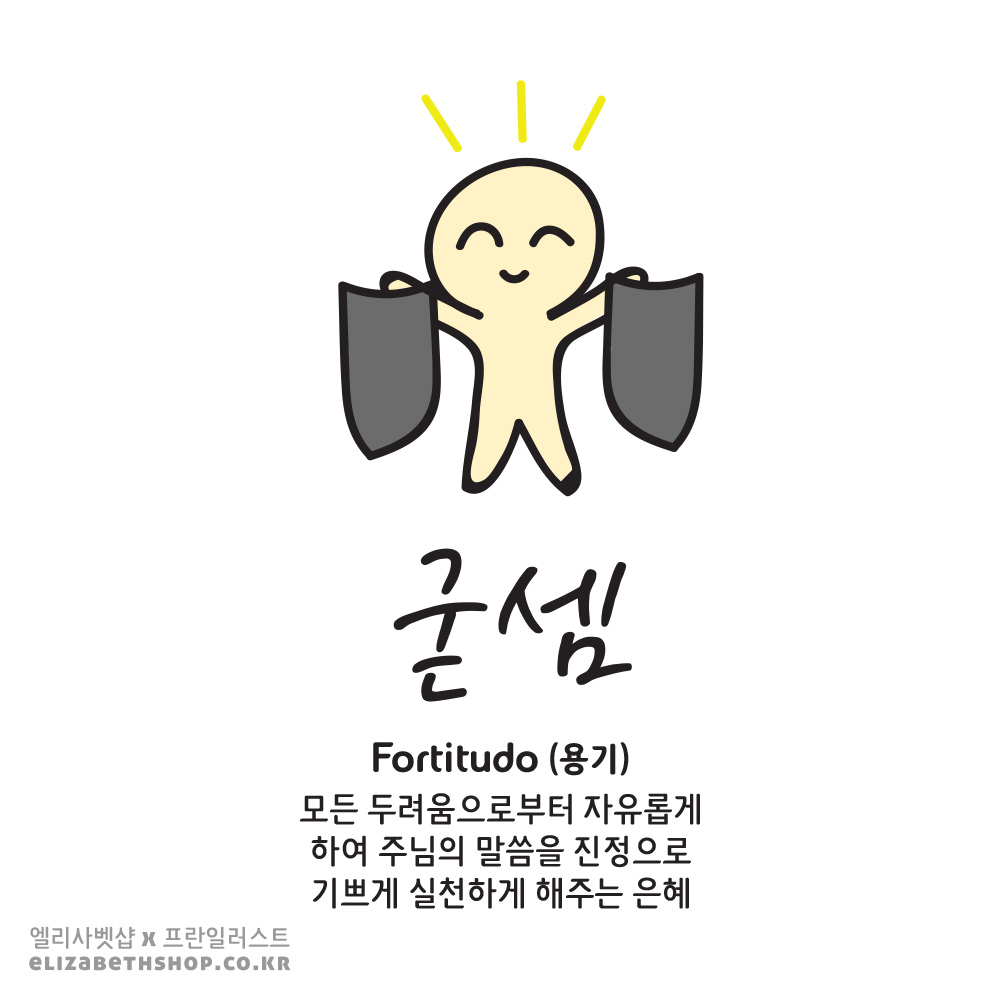 굳셈
Fortitudo (용기)
모든 두려움으로부터 자유롭게
하여 주님의 말씀을 진정으로
기쁘게 실천하게 해주는 은혜
엘리사벳샵 x 프란일러스트
eLIZaBeTHSHOP.CO.KR